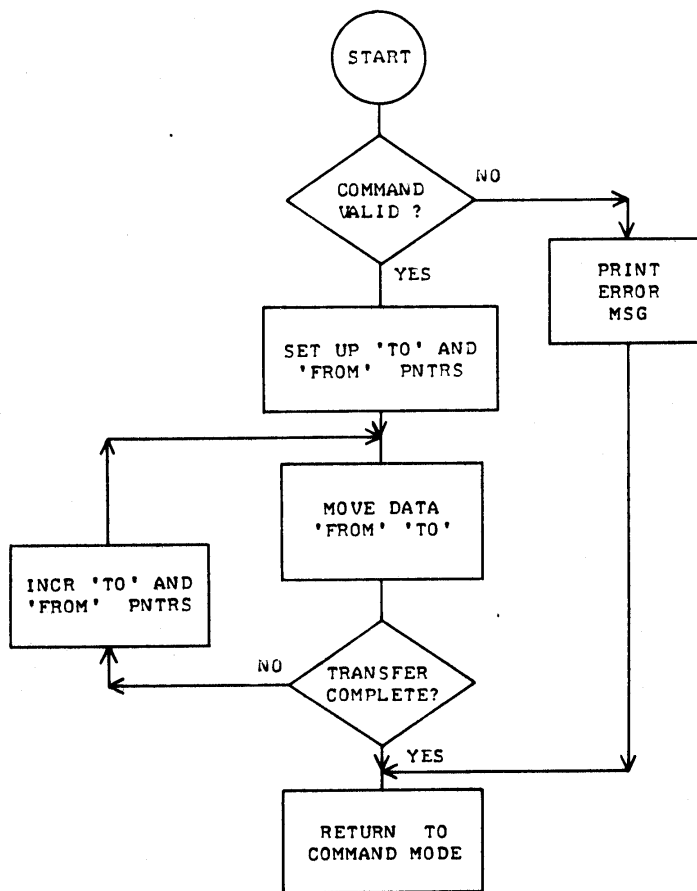 START
COMMAND
VALID ?
NO
YES
PRINT
ERROR
MSG
SET UP 'TO' AND
'FROM' PNTRS
MOVE DATA
'FROM' 'TO'
INCR 'TO' AND
'FROM' PNTRS
NO
TRANSFER
COMPLETE?
YES
RETURN TO
COMMAND MODE